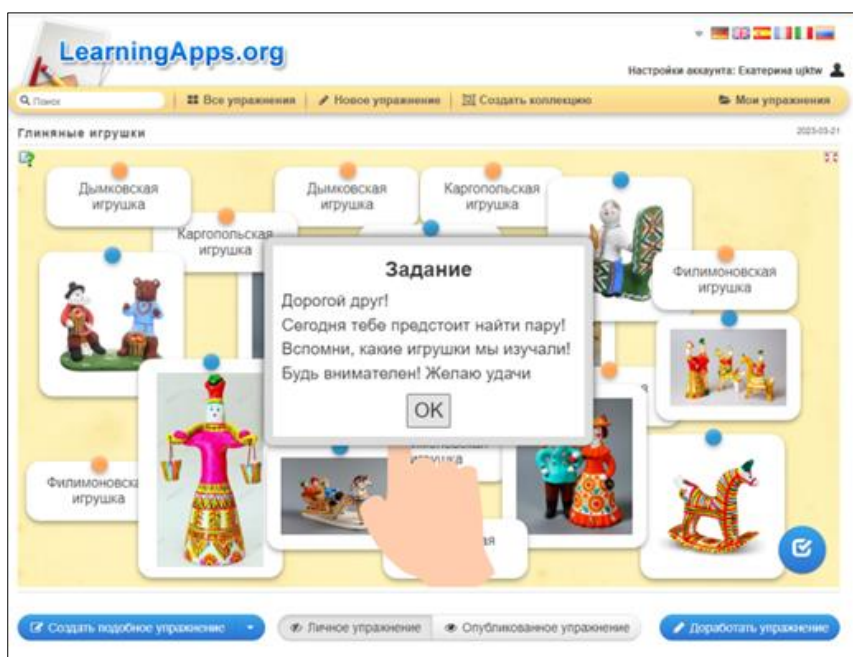 LearningApps.org
Настройки аккаунта: Екатерина ujktw
Поиск
Все упражнения
Новое упражнение
Создать коллекцию
Мои упражнения
Глиняные игрушки
2023-03-21
Дымковская
игрушка
Дымковская
игрушка
Каргопольская
игрушка
Каргопольская
игрушка
Филимоновская
игрушка
Задание
Дорогой друг!
Сегодня тебе предстоит найти пару!
Вспомни, какие игрушки мы изучали!
Будь внимателен! Желаю удачи
OK
игрушка
Создать подобное упражнение
Личное упражнение
Опубликованное упражнение
Доработать упражнение